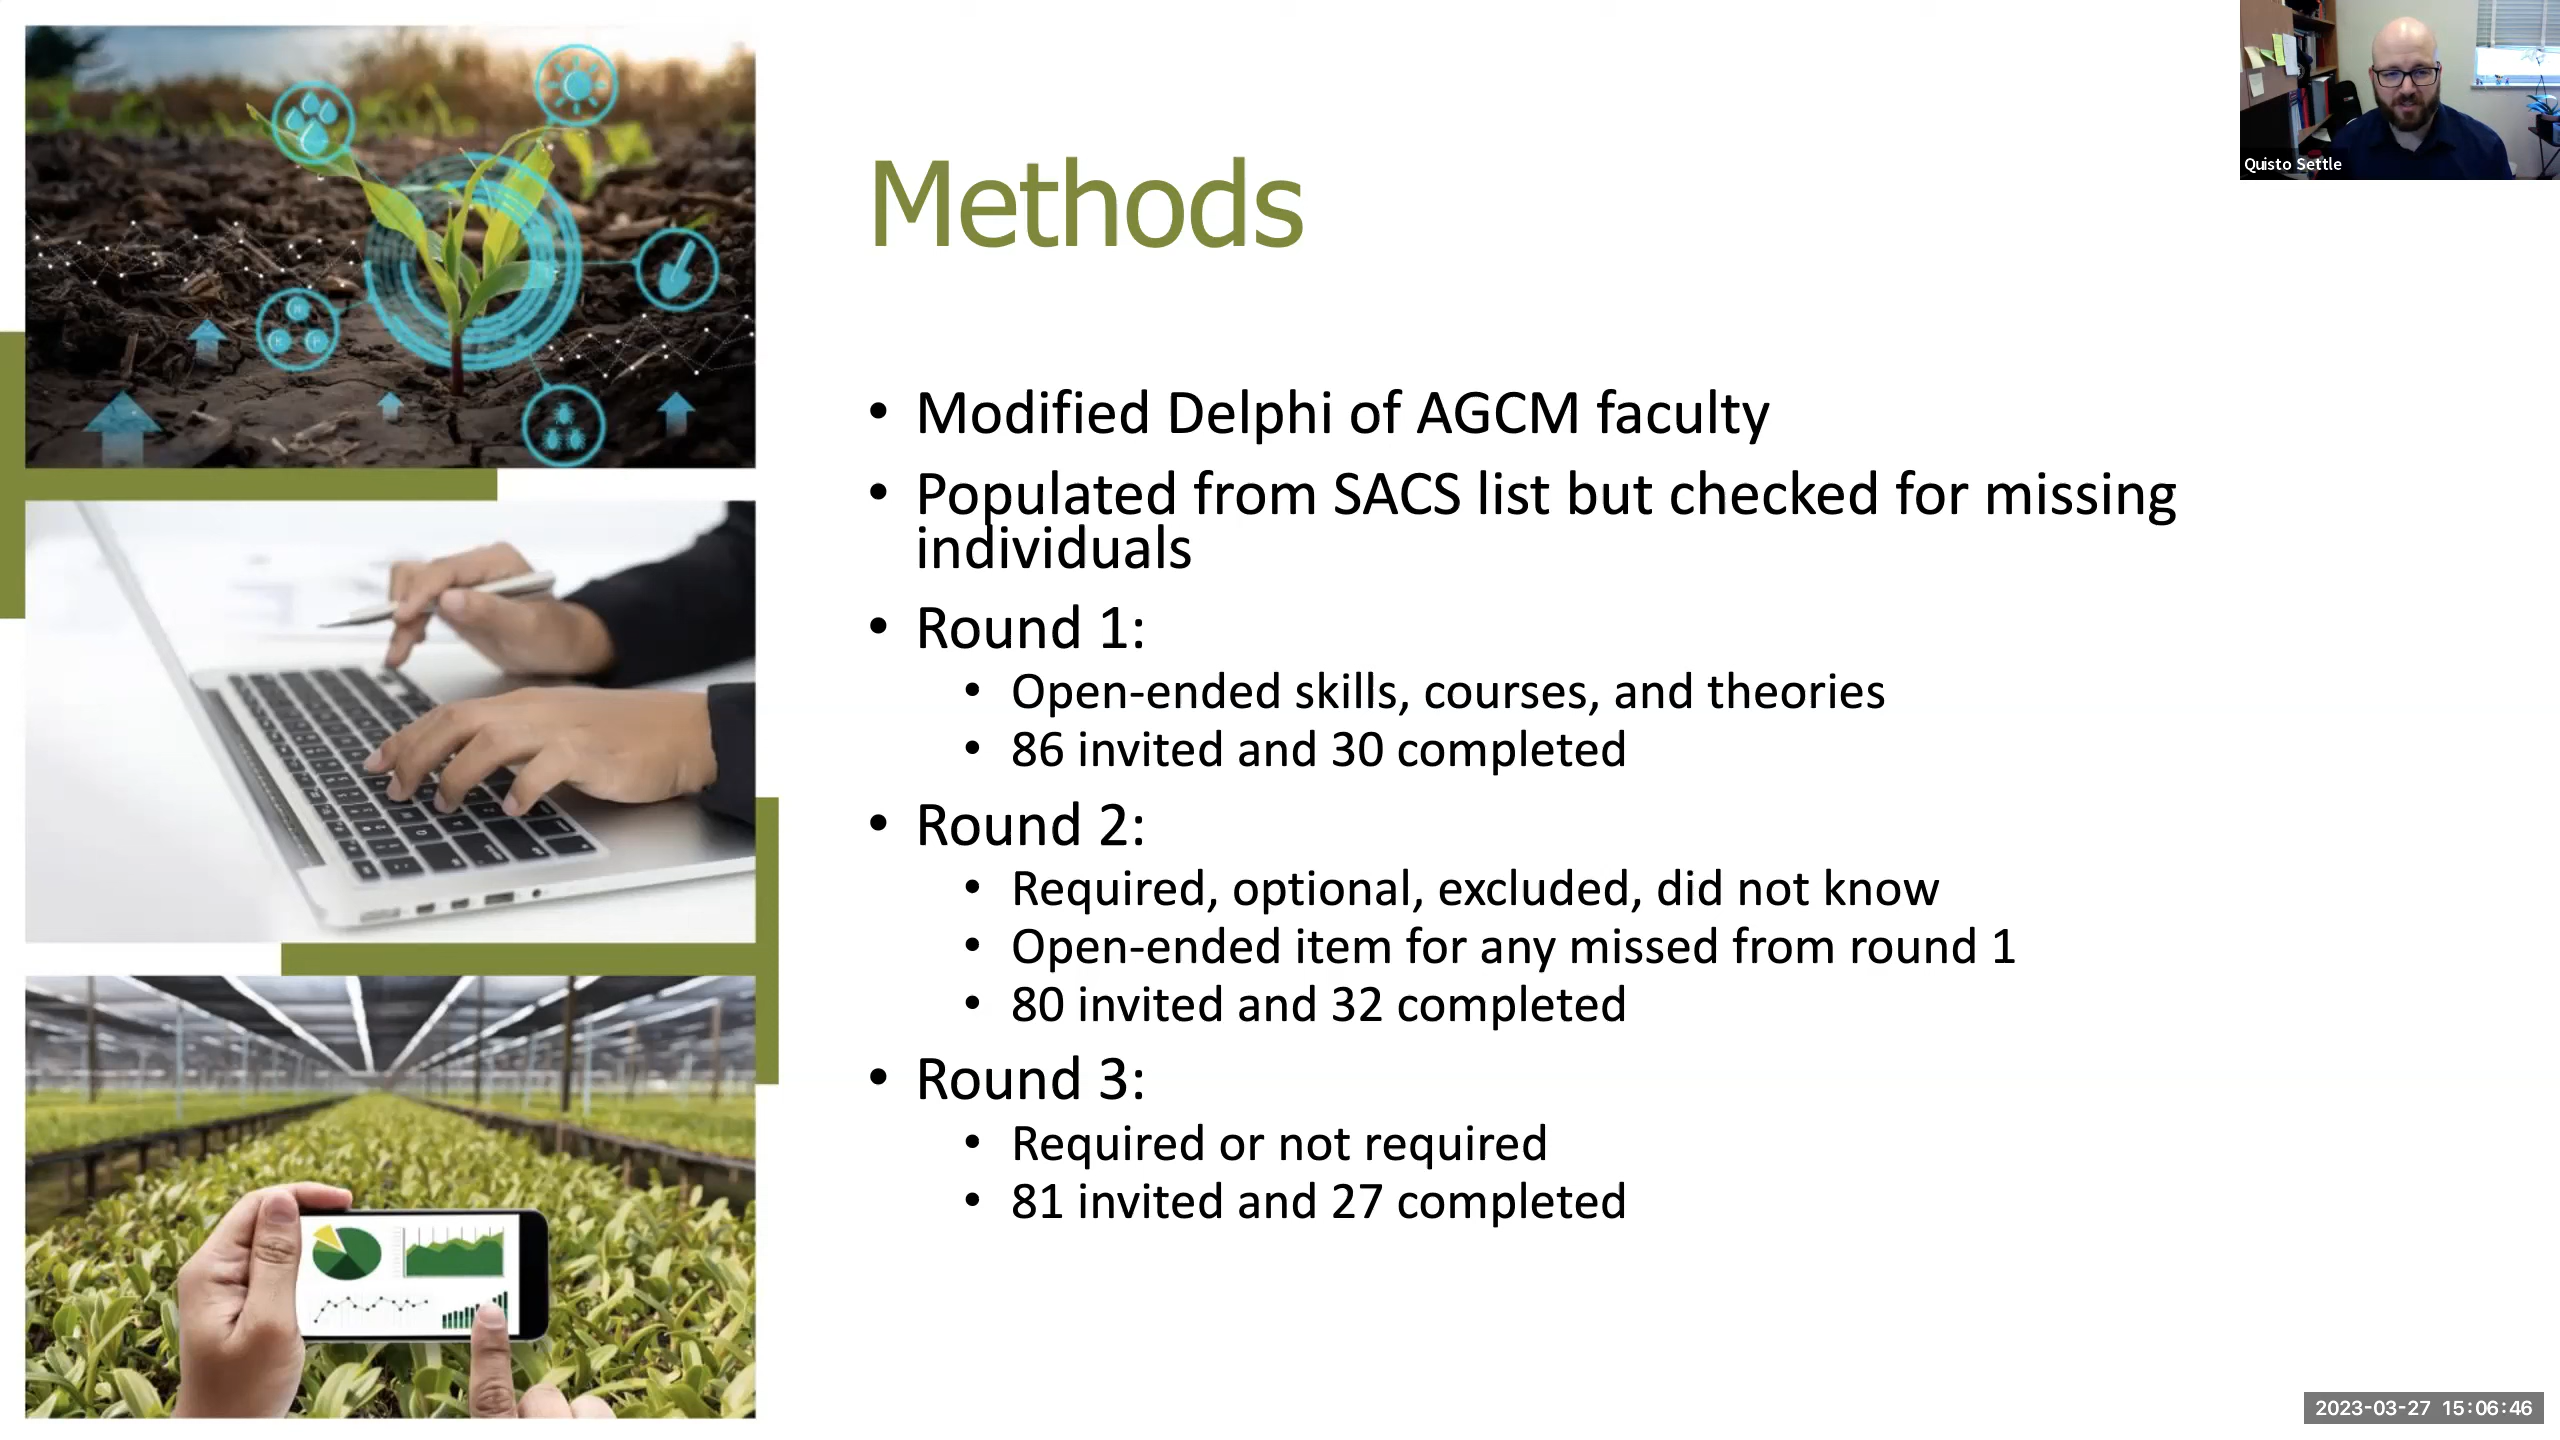 Quisto Settle
Methods
• Modified Delphi of AGCM faculty
• Populated from SACS list but checked for missing
individuals
• Round 1:
• Open-ended skills, courses, and theories
• 86 invited and 30 completed
• Round 2:
• Required, optional, excluded, did not know
• Open-ended item for any missed from round 1
• 80 invited and 32 completed
• Round 3:
• Required or not required
• 81 invited and 27 completed
2023-03-27 15:06:46